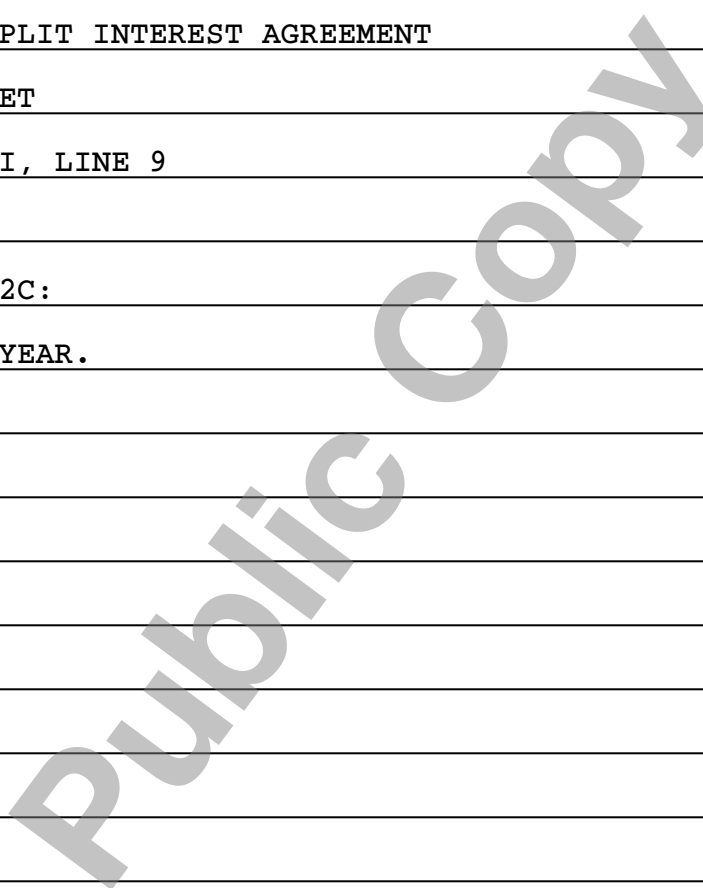 PLIT INTEREST AGREEMENT
ET
I, LINE 9
2C:
YEAR.
Public Copy